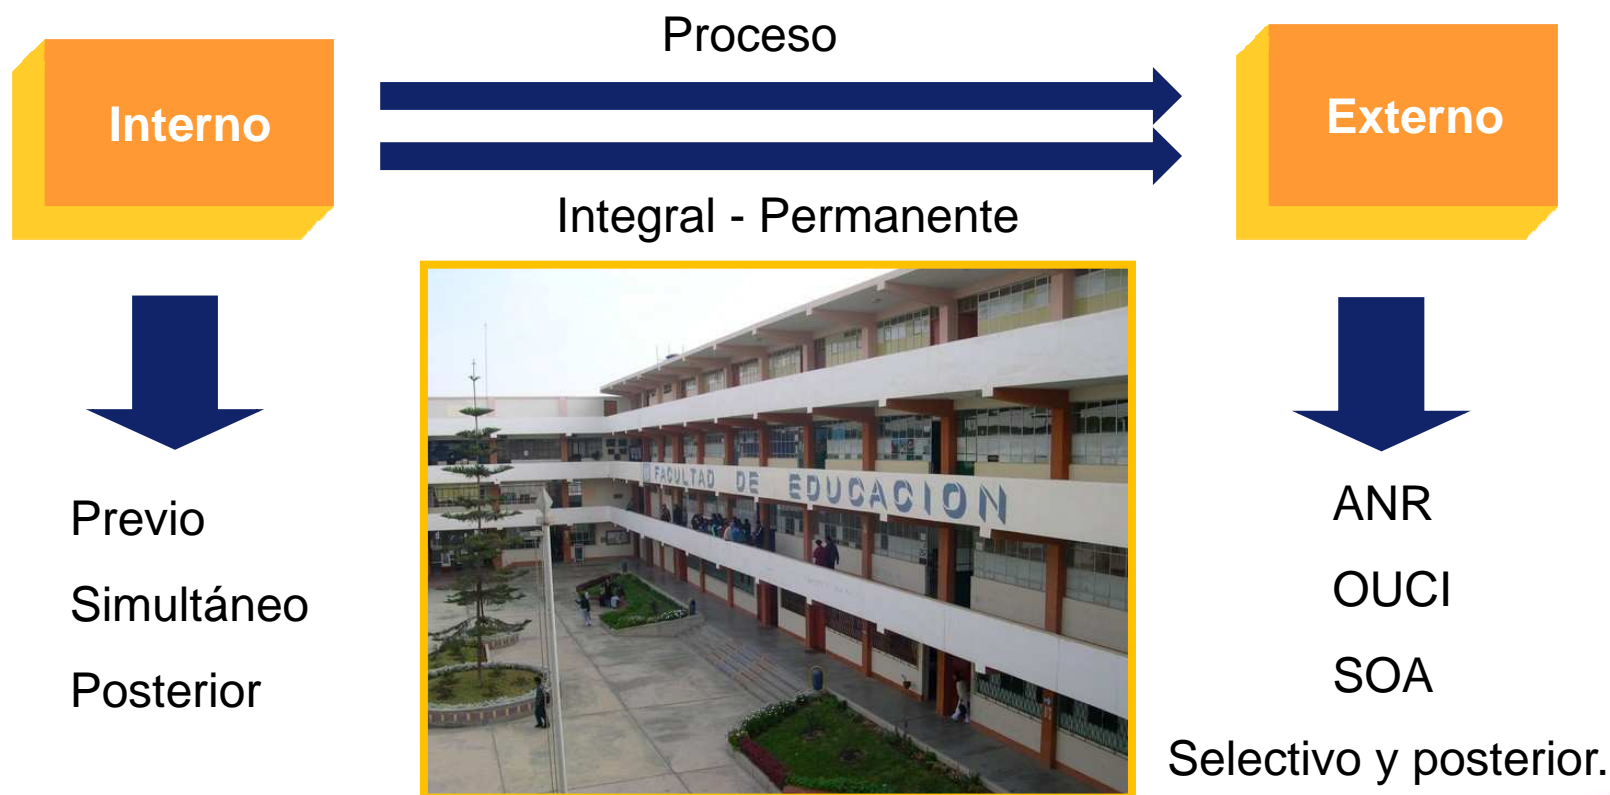 Proceso
Interno
Externo
Integral - Permanente
FACULTAD DE EDUCACION
Previo
Simultáneo
Posterior
ANR
OUCI
SOA
Selectivo y posterior.